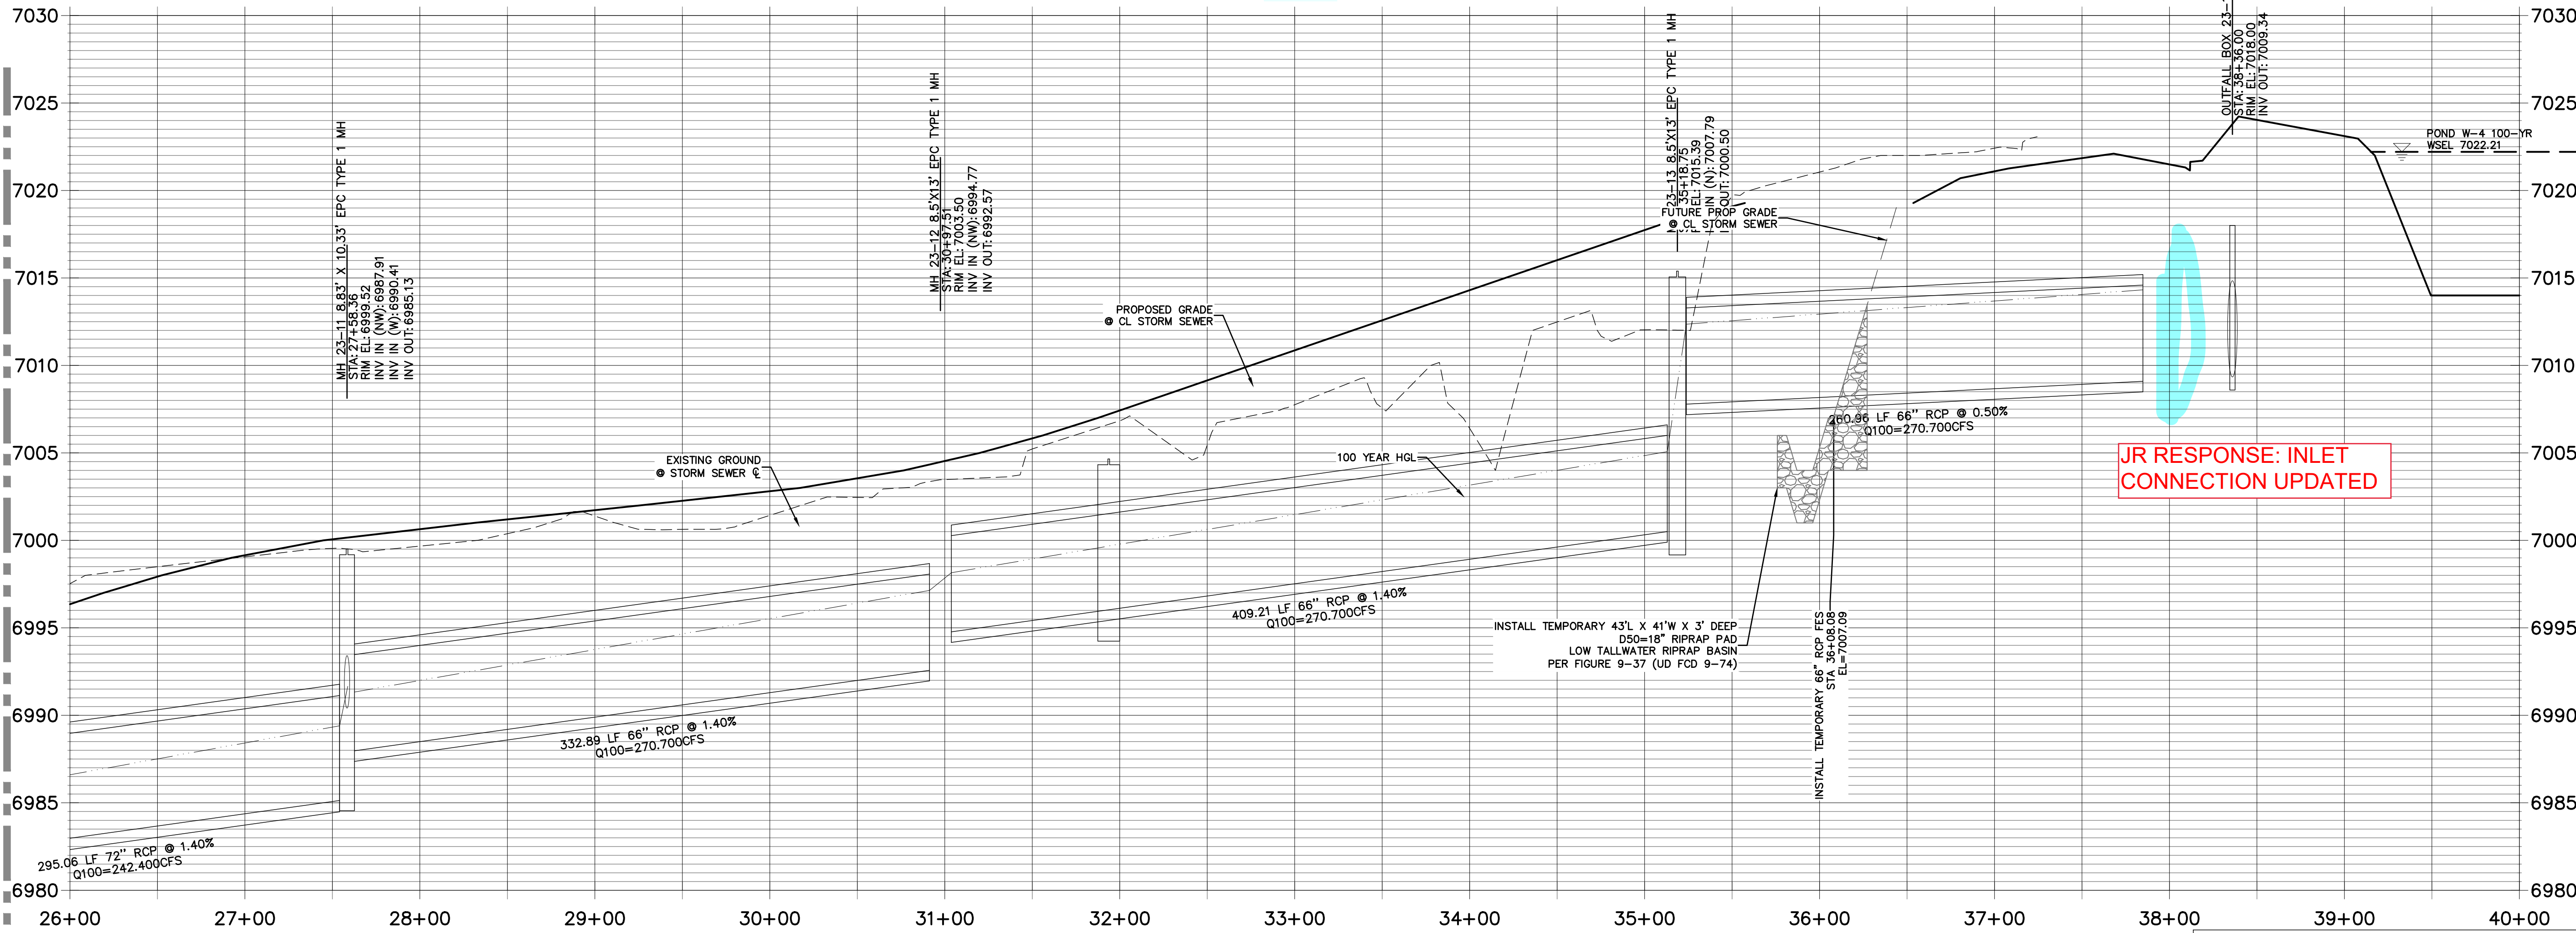 7030
7025
7020
7015
7010
7005
7000
6995
6990
6985
6980
26+00
27+00
28+00
29+00
30+00
31+00
32+00
33+00
34+00
35+00
36+00
37+00
38+00
39+00
40+00
7030
7025
7020
7015
7010
7005
7000
6995
6990
6985
6980
MH 23-11 8.83' X 10.33' EPC TYPE 1 MH
STA: 27+58.36
RIM EL: 6999.52
INV IN (NW): 6987.91
INV IN (W): 6990.41
INV OUT: 6985.13
MH 23-12 8.5'X13' EPC TYPE 1 MH
STA: 30+97.51
RIM EL: 7003.50
INV IN (NW): 6994.77
INV OUT: 6992.57
23-13 8.5'X13' EPC TYPE 1 MH
35+18.75
EL: 7015.39
IN (N): 7007.79
OUT: 7000.50
OUTFALL BOX 23-
STA: 38+36.00
RIM EL: 7018.00
INV OUT: 7009.34
POND W-4 100-YR
WSEL 7022.21
FUTURE PROP GRADE
@ CL STORM SEWER
PROPOSED GRADE
@ CL STORM SEWER
EXISTING GROUND
@ STORM SEWER ℄
100 YEAR HGL
295.06 LF 72" RCP @ 1.40%
Q100=242.400CFS
332.89 LF 66" RCP @ 1.40%
Q100=270.700CFS
409.21 LF 66" RCP @ 1.40%
Q100=270.700CFS
260.96 LF 66" RCP @ 0.50%
Q100=270.700CFS
INSTALL TEMPORARY 43'L X 41'W X 3' DEEP
D50=18" RIPRAP PAD
LOW TALLWATER RIPRAP BASIN
PER FIGURE 9-37 (UD FCD 9-74)
INSTALL TEMPORARY 66" RCP FES
STA 36+08.08
EL=7007.09
JR RESPONSE: INLET
CONNECTION UPDATED